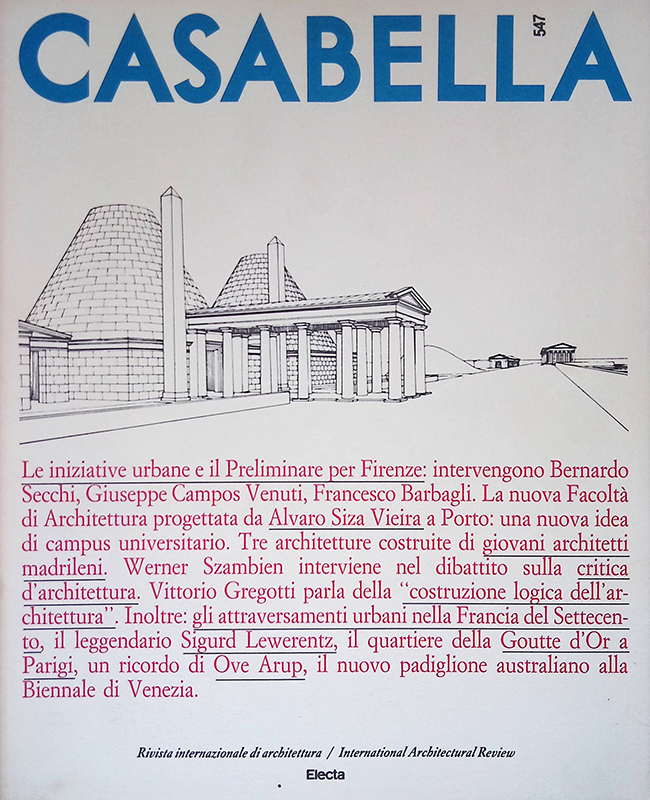 CASABELLA
547
Le iniziative urbane e il Preliminare per Firenze: intervengono Bernardo
Secchi, Giuseppe Campos Venuti, Francesco Barbagli. La nuova Facoltà
di Architettura progettata da Alvaro Siza Vieira a Porto: una nuova idea
di campus universitario. Tre architetture costruite di giovani architetti
madrileni. Werner Szambien interviene nel dibattito sulla critica
d'architettura. Vittorio Gregotti parla della “costruzione logica dell'ar-
chitettura”. Inoltre: gli attraversamenti urbani nella Francia del Settecen-
to, il leggendario Sigurd Lewerentz, il quartiere della Goutte d'Or a
Parigi, un ricordo di Ove Arup, il nuovo padiglione australiano alla
Biennale di Venezia.
Rivista internazionale di architettura / International Architectural Review
Electa